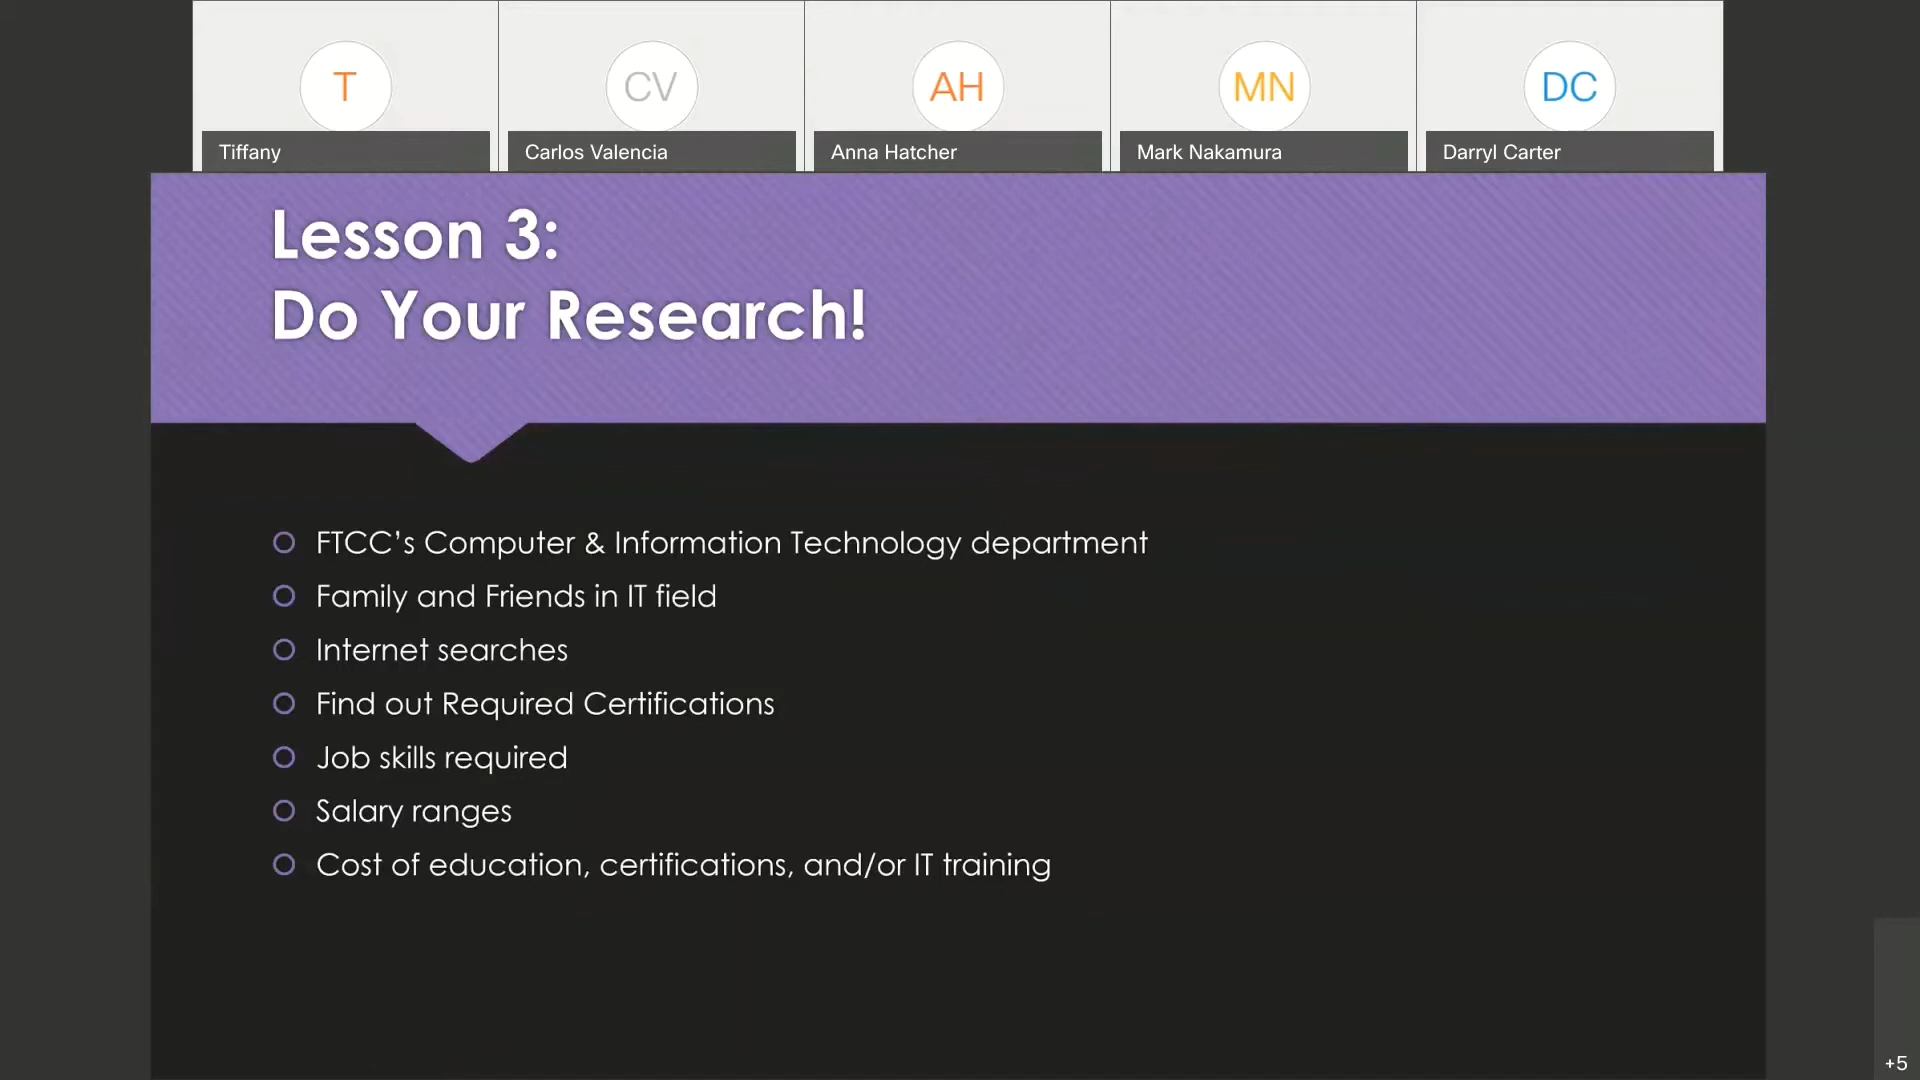 T
CV
AH
MN
DC
Tiffany
Carlos Valencia
Anna Hatcher
Mark Nakamura
Darryl Carter
Lesson 3:
Do Your Research!
FTCC’s Computer & Information Technology department
Family and Friends in IT field
Internet searches
Find out Required Certifications
Job skills required
Salary ranges
Cost of education, certifications, and/or IT training
+5